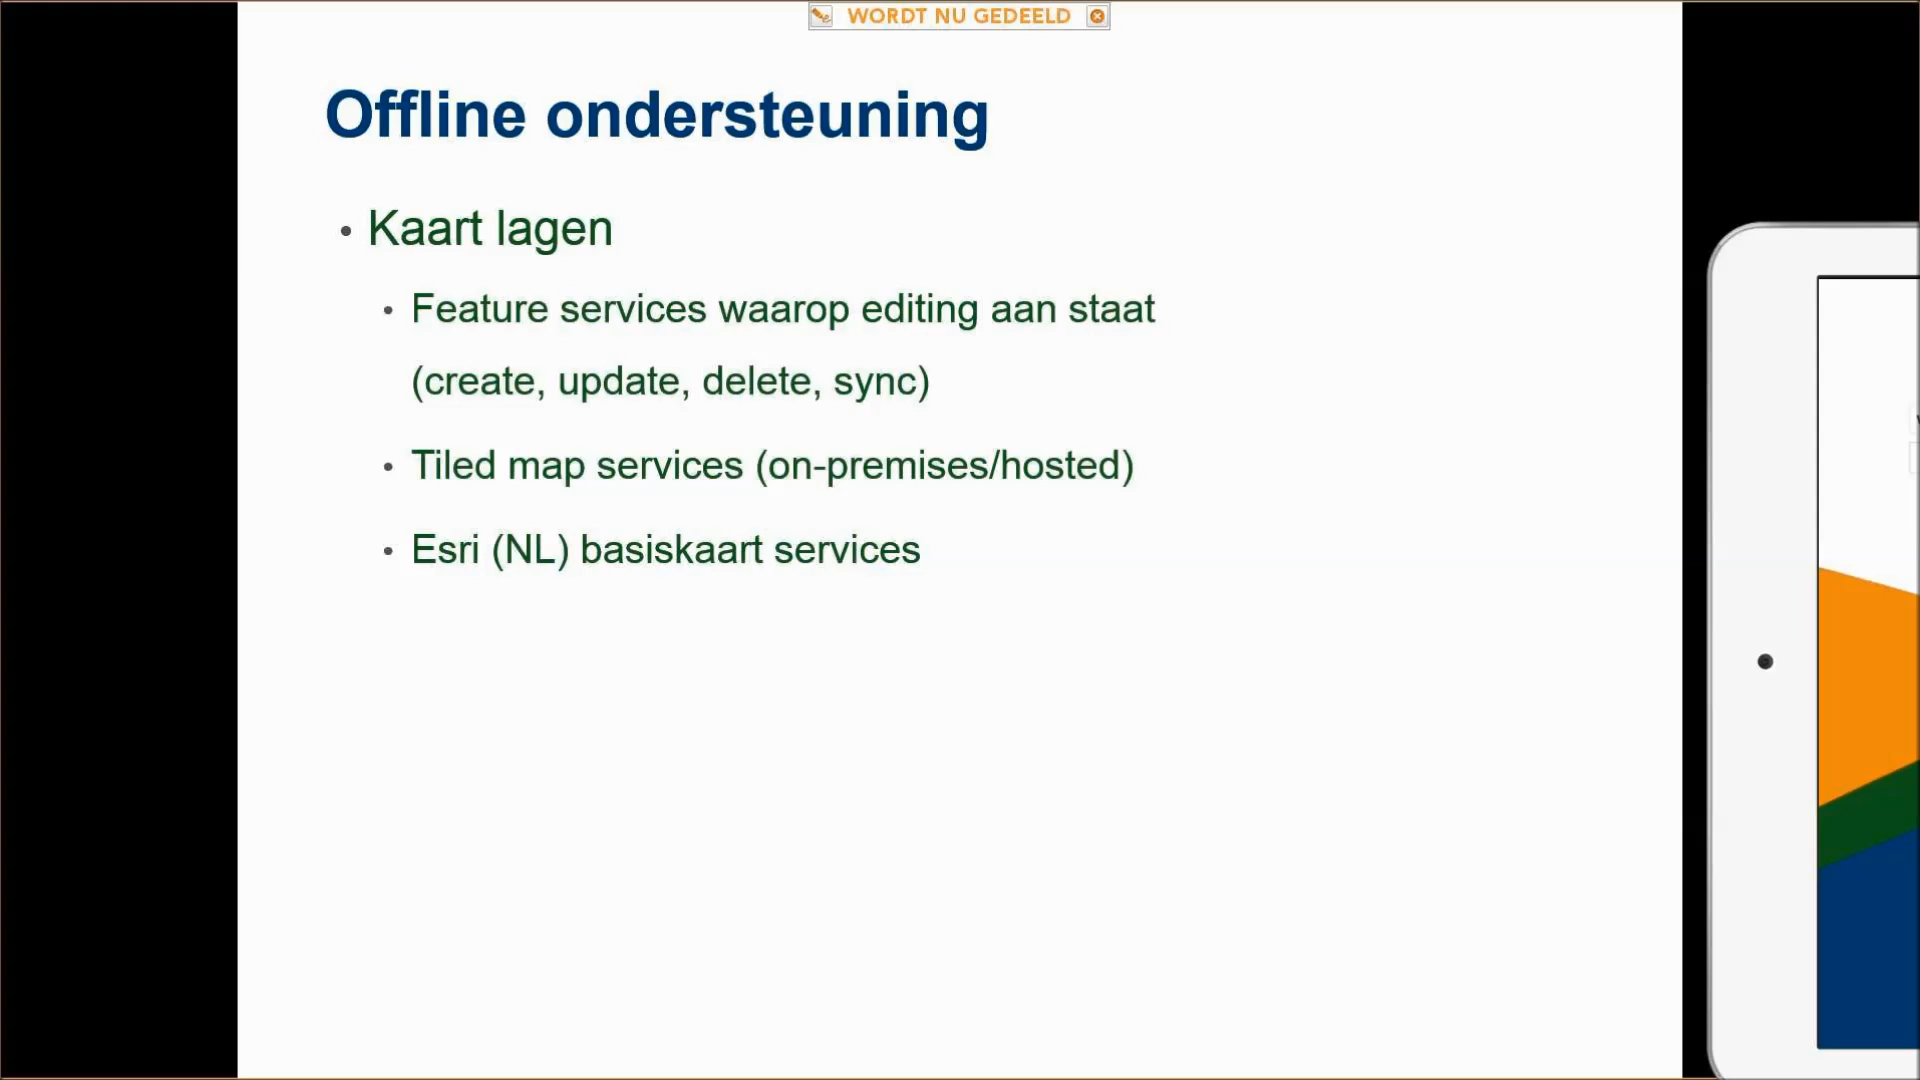 WORDT NU GEDEELD
Offline ondersteuning
• Kaart lagen
• Feature services waarop editing aan staat
(create, update, delete, sync)
• Tiled map services (on-premises/hosted)
• Esri (NL) basiskaart services